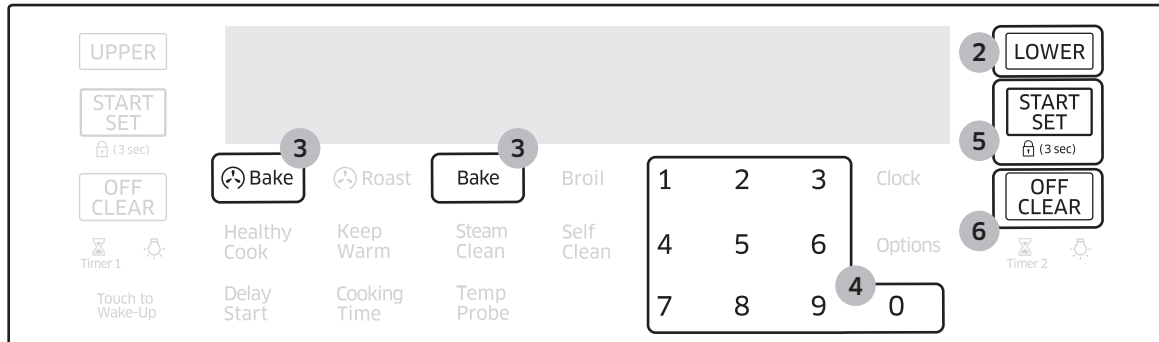 UPPER
START
SET
(3 sec)
OFF
CLEAR
Timer 1
Touch to
Wake-Up
3
Bake
Roast
3
Bake
Broil
Healthy
Cook
Keep
Warm
Steam
Clean
Self
Clean
Delay
Start
Cooking
Time
Temp
Probe
1 2 3
4 5 6
7 8 9 4 0
Clock
Options
2 LOWER
START
SET
5 (3 sec)
OFF
CLEAR
6
Timer 2